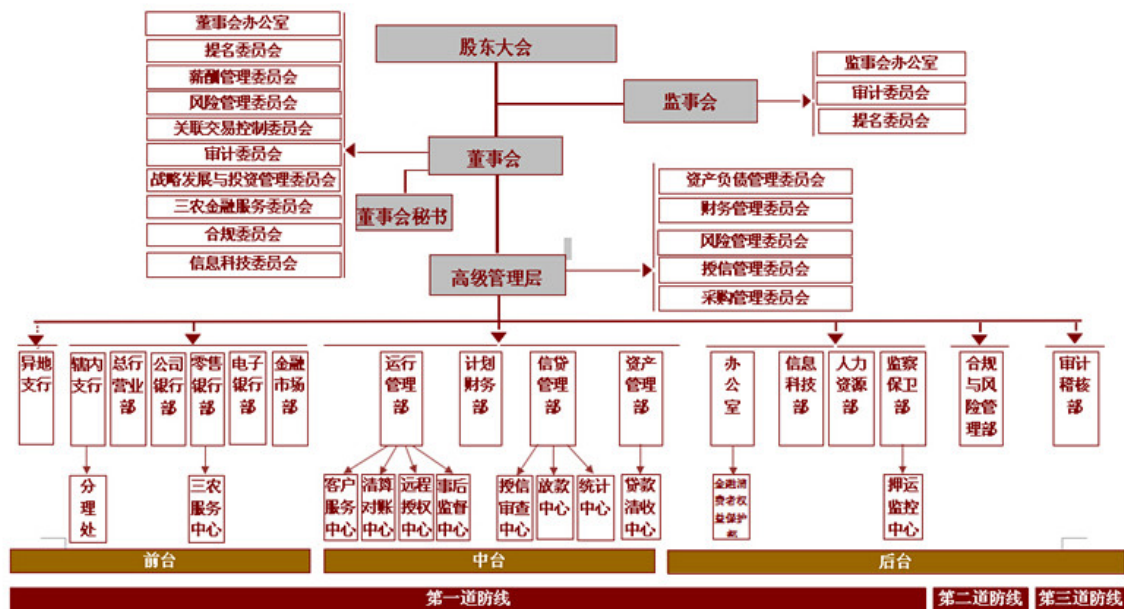 股东大会
董事会办公室
提名委员会
薪酬管理委员会
风险管理委员会
关联交易控制委员会
审计委员会
战略发展与投资管理委员会
三农金融服务委员会
合规委员会
信息科技委员会
监事会
监事会办公室
审计委员会
提名委员会
董事会
董事会秘书
高级管理层
资产负债管理委员会
财务管理委员会
风险管理委员会
授信管理委员会
采购管理委员会
异地
支行
辖内
支行
总行
营业
部
公司
银行
部
零售
银行
部
电子
银行
部
金融
市场
部
运行
管理
部
计划
财务
部
信贷
管理
部
资产
管理
部
办
公
室
信息
科技
部
人力
资源
部
监察
保卫
部
合规
与风
险管
理部
审计
稽核
部
分
理
处
三农
服务
中心
客户
服务
中心
清算
对账
中心
远程
授权
中心
事后
监督
中心
授信
审查
中心
放款
中心
统计
中心
贷款
清收
中心
金融消
费者权
益保护
部
押运
监控
中心
前台
中台
后台
第一道防线
第二道防线
第三道防线